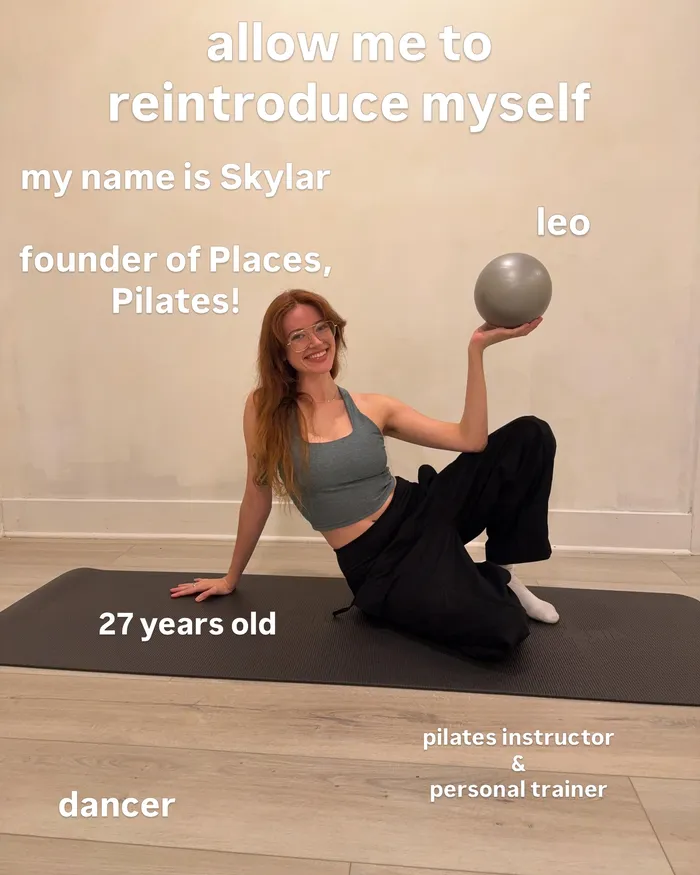 allow me to
reintroduce myself
my name is Skylar
leo
founder of Places,
Pilates!
27 years old
pilates instructor
&
personal trainer
dancer